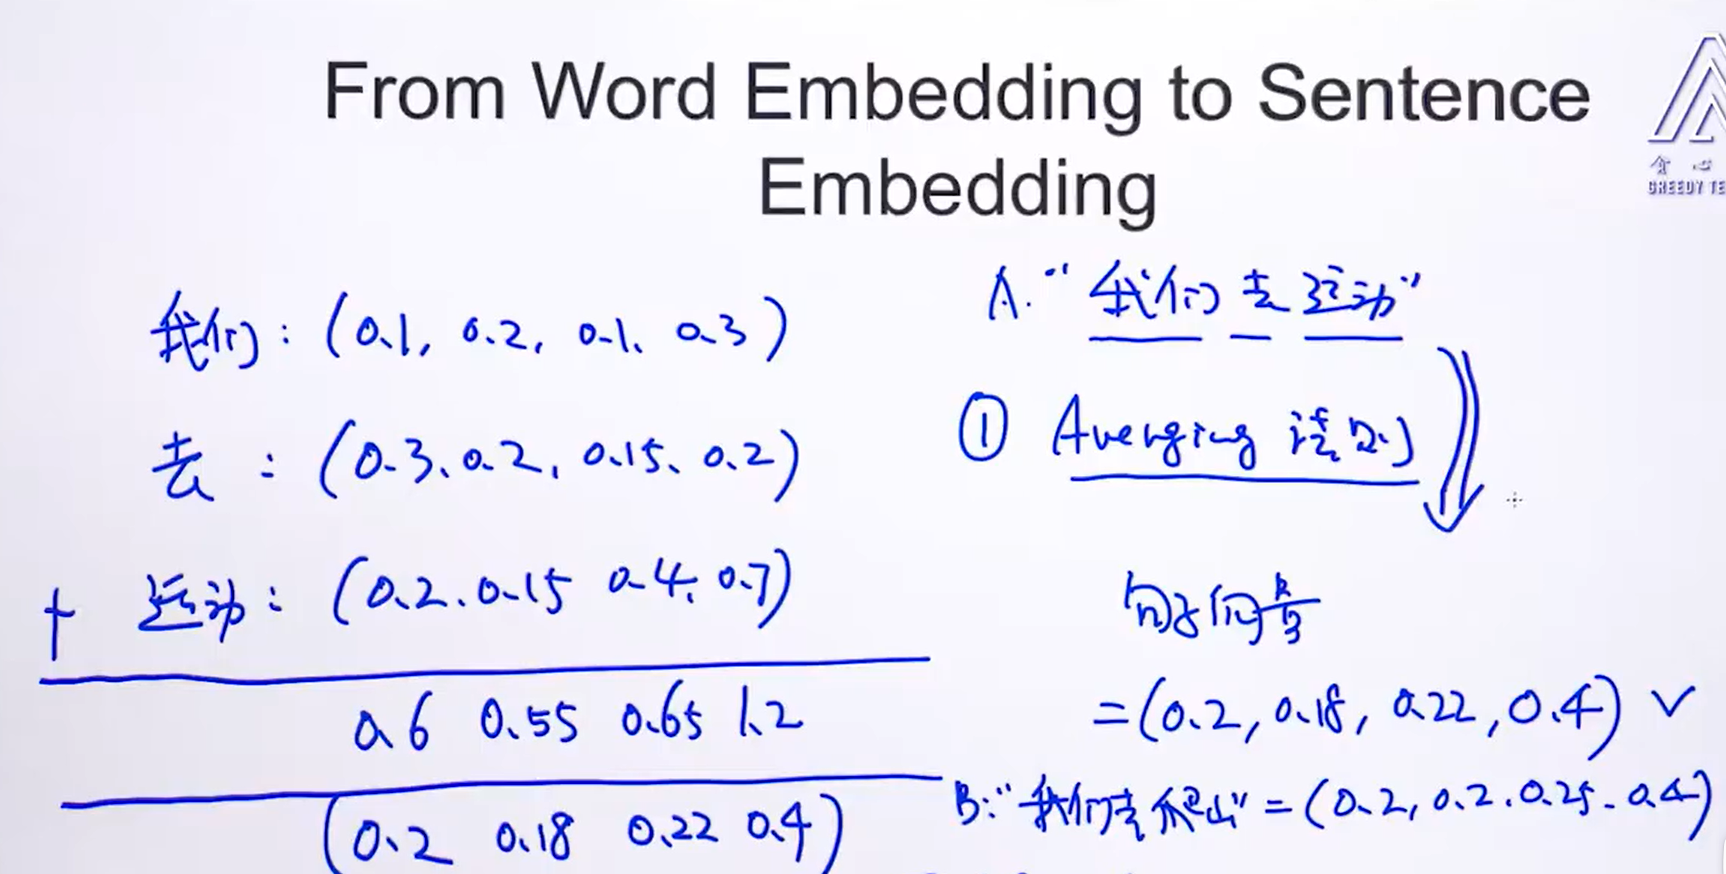 From Word Embedding to Sentence
Embedding
贪心
GREEDY TE
我们: (0.1, 0.2, 0.1, 0.3)
去 : (0.3, 0.2, 0.15, 0.2)
+ 运动: (0.2, 0.15 0.4, 0.7)
0.6 0.55 0.65 1.2
(0.2 0.18 0.22 0.4)
A. "我们去运动"
① Averging 法则
句子向量
=(0.2, 0.18, 0.22, 0.4) ✓
B: "我们去爬山" = (0.2, 0.2, 0.25, 0.4)